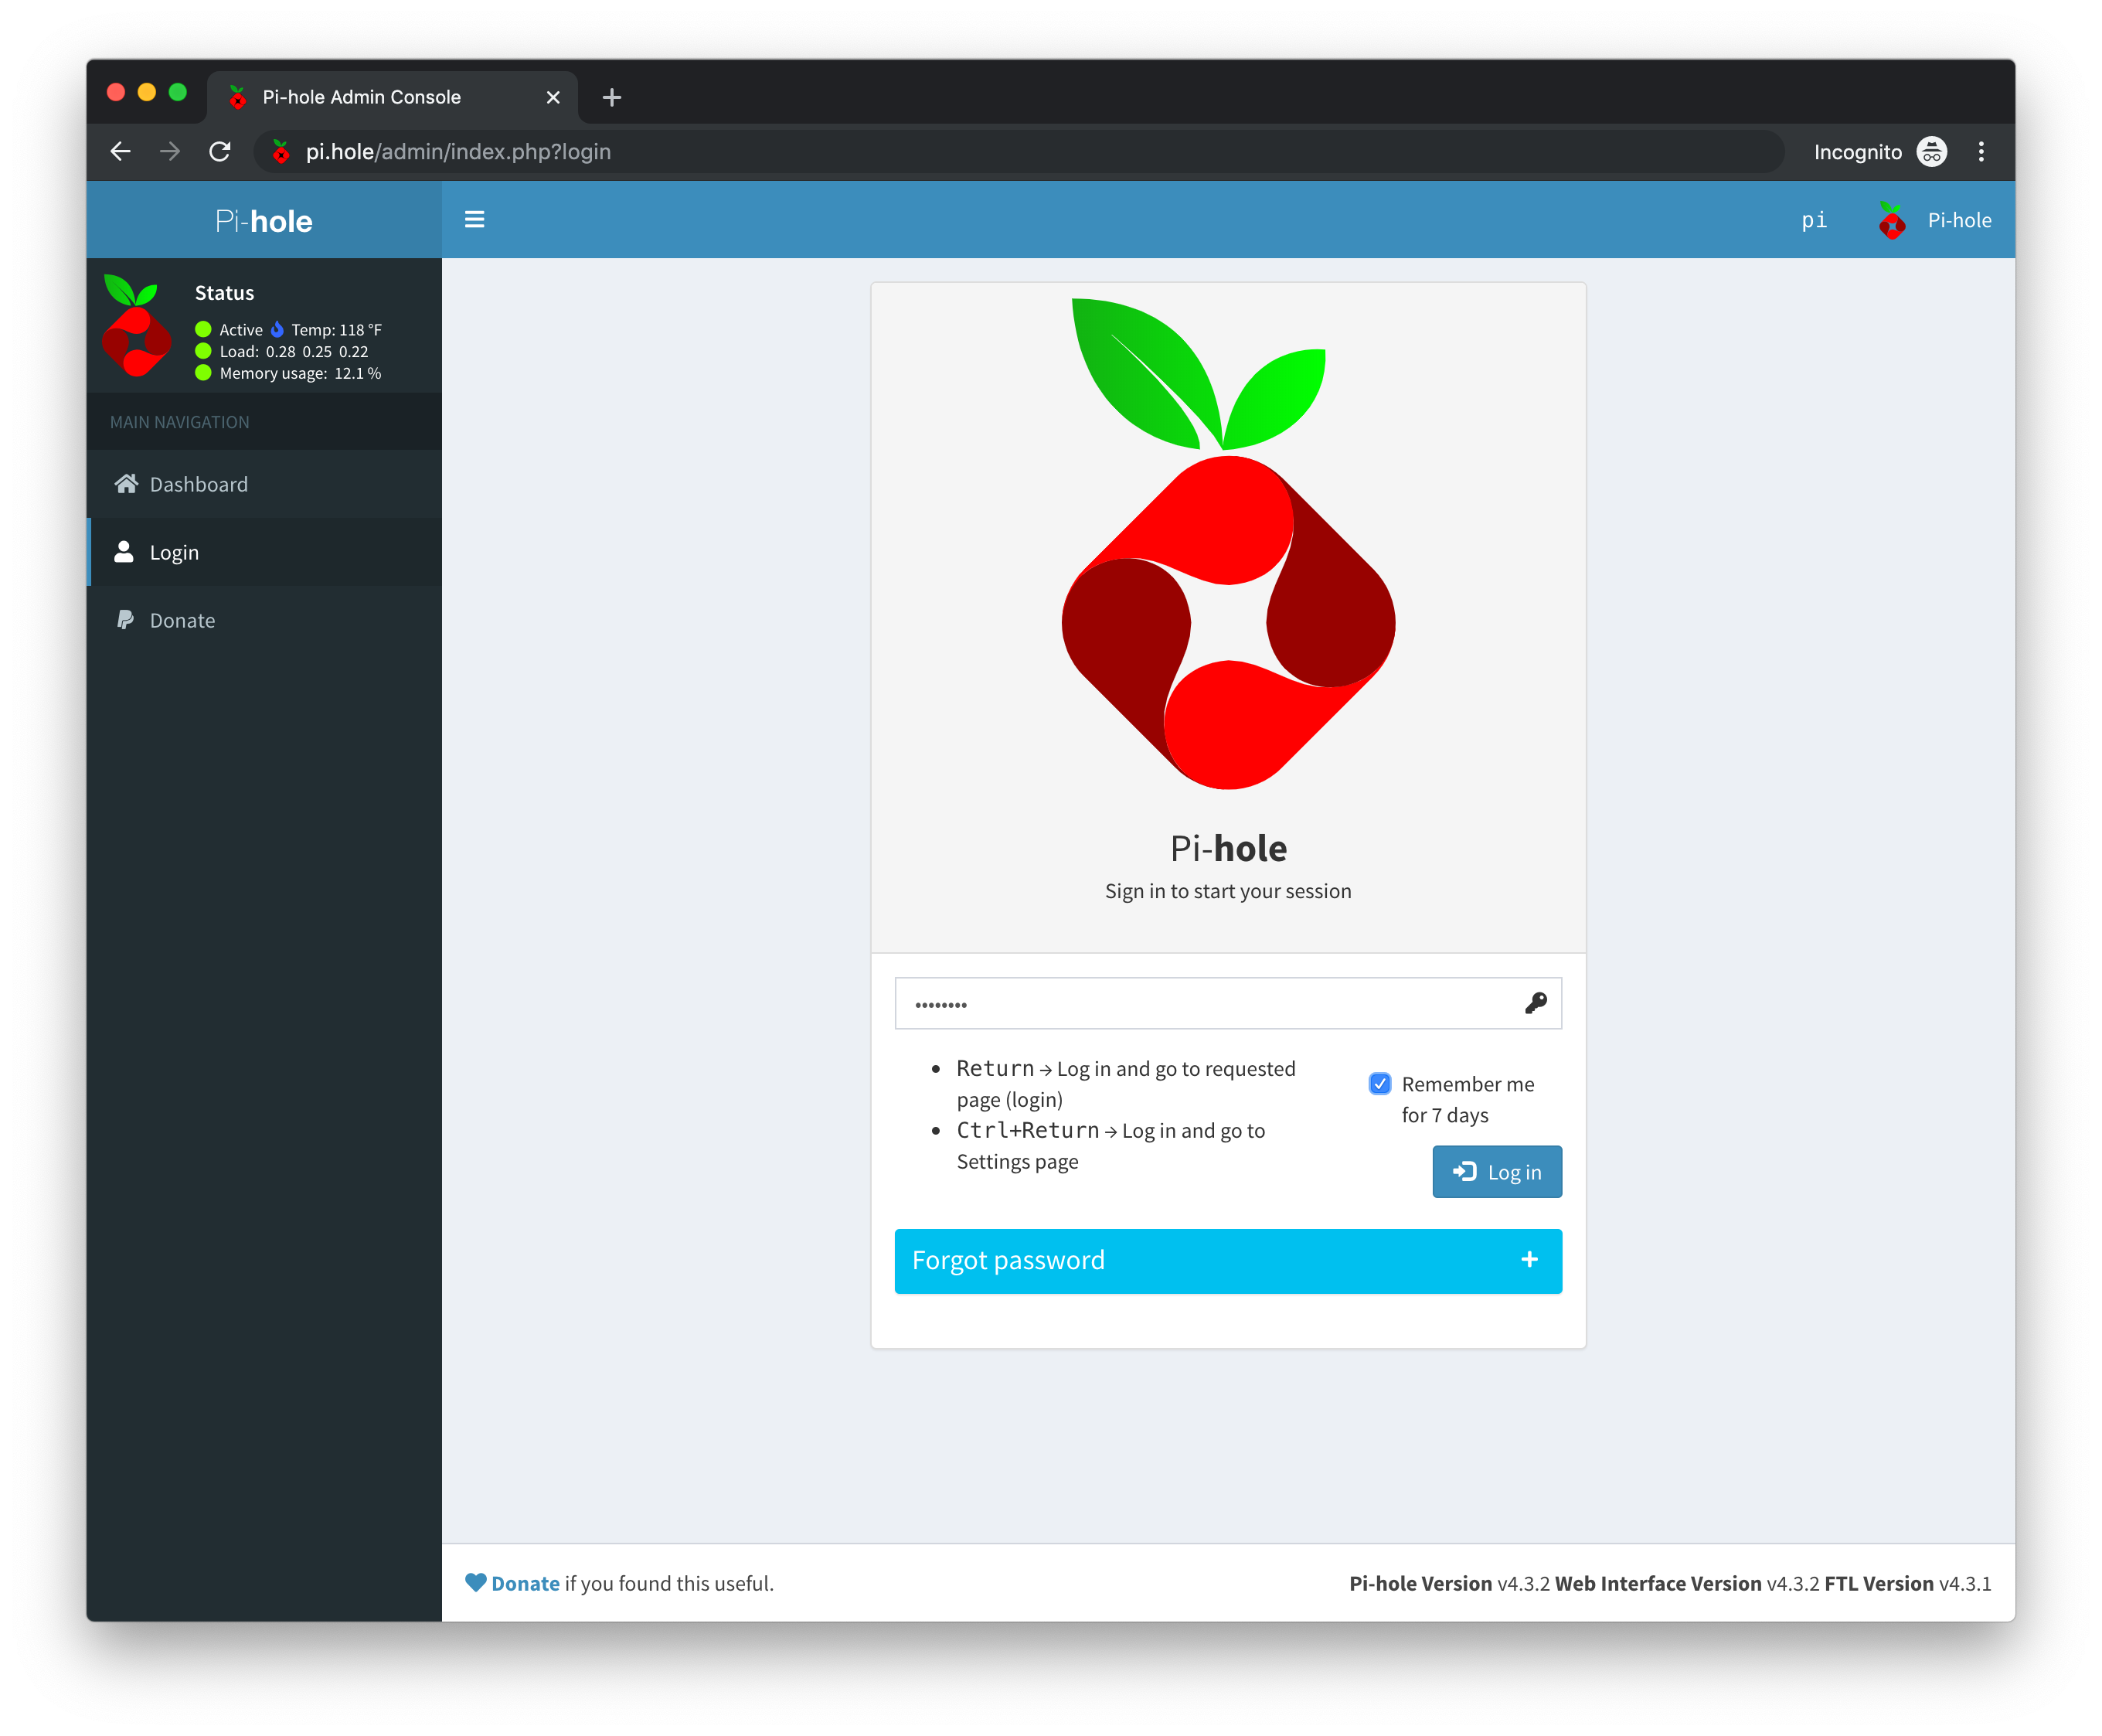 Pi-hole Admin Console
pi.hole/admin/index.php?login
Incognito
Pi-hole
pi
Pi-hole
Status
Active Temp: 118 °F
Load: 0.28 0.25 0.22
Memory usage: 12.1 %
MAIN NAVIGATION
Dashboard
Login
Donate
Pi-hole
Sign in to start your session
••••••••
• Return → Log in and go to requested
page (login)
• Ctrl+Return → Log in and go to
Settings page
Remember me
for 7 days
Log in
Forgot password
Donate if you found this useful.
Pi-hole Version v4.3.2 Web Interface Version v4.3.2 FTL Version v4.3.1